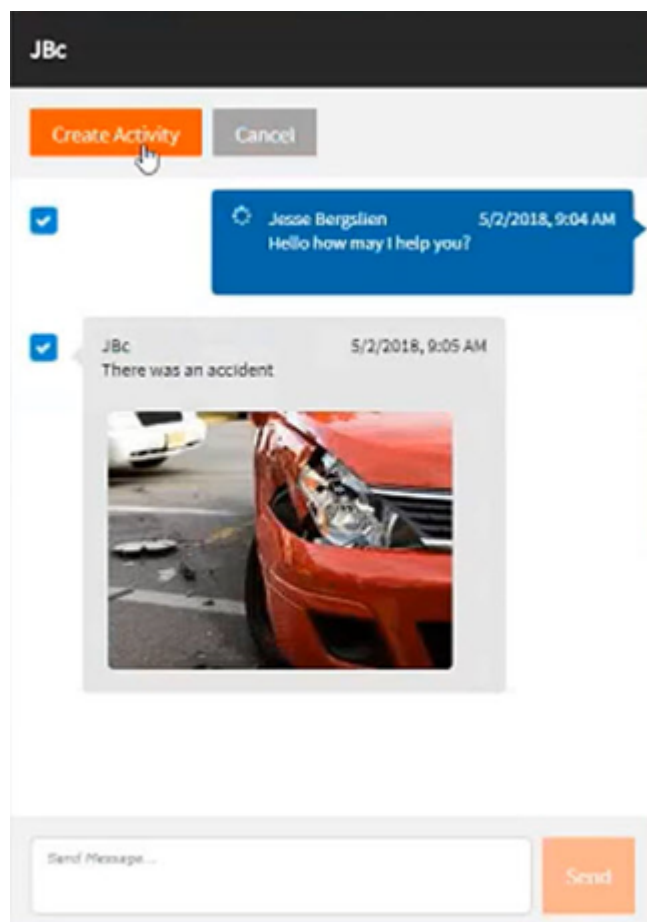 JBc
Create Activity Cancel
Jesse Bergslien 5/2/2018, 9:04 AM
Hello how may I help you?
JBc 5/2/2018, 9:05 AM
There was an accident
Send Message...
Send